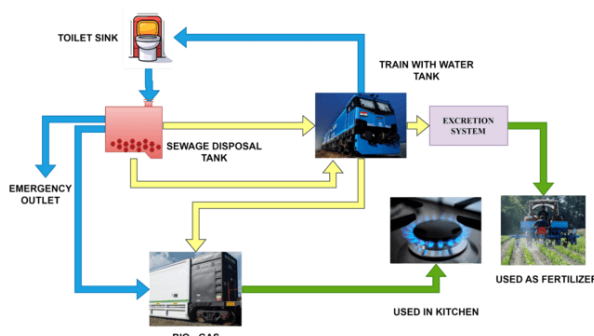 TOILET SINK
TRAIN WITH WATER
TANK
EXCRETION
SYSTEM
SEWAGE DISPOSAL
TANK
EMERGENCY
OUTLET
USED AS FERTILIZER
USED IN KITCHEN
BIO - GAS